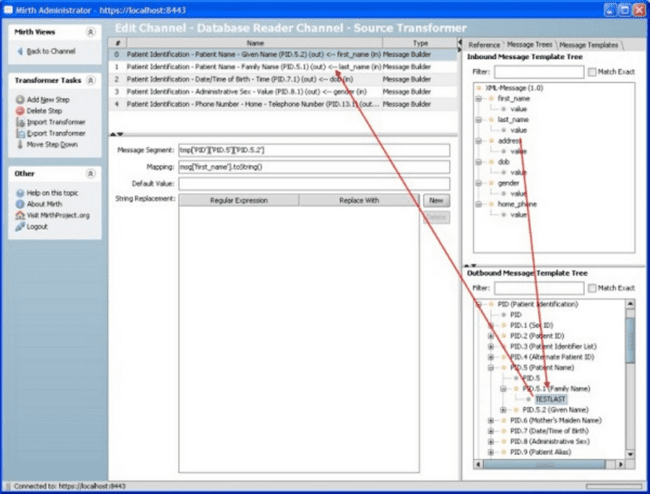 Mirth Administrator - https://localhost:8443
Mirth Views
Back to Channel
Transformer Tasks
Add New Step
Delete Step
Import Transformer
Export Transformer
Move Step Down
Other
Help on this topic
About Mirth
Visit MirthProject.org
Logout
Edit Channel - Database Reader Channel - Source Transformer
# Name Type
0 Patient Identification - Patient Name - Given Name (PID.5.2) (out) <-- first_name (in) Message Builder
1 Patient Identification - Patient Name - Family Name (PID.5.1) (out) <-- last_name (in) Message Builder
2 Patient Identification - Date/Time of Birth - Time (PID.7.1) (out) <-- dob (in) Message Builder
3 Patient Identification - Administrative Sex - Value (PID.8.1) (out) <-- gender (in) Message Builder
4 Patient Identification - Phone Number - Home - Telephone Number (PID.13.1) (out... Message Builder
Message Segment: tmp['PID']['PID.5']['PID.5.2']
Mapping: msg['first_name'].toString()
Default Value:
String Replacement: Regular Expression Replace With New
Delete
Reference Message Trees Message Templates
Inbound Message Template Tree
Filter: Match Exact
XML-Message (1.0)
first_name
value
last_name
value
address
value
dob
value
gender
value
home_phone
value
Outbound Message Template Tree
Filter: Match Exact
PID (Patient Identification)
PID
PID.1 (Set ID)
PID.2 (Patient ID)
PID.3 (Patient Identifier List)
PID.4 (Alternate Patient ID)
PID.5 (Patient Name)
PID.5
PID.5.1 (Family Name)
TESTLAST
PID.5.2 (Given Name)
PID.6 (Mother's Maiden Name)
PID.7 (Date/Time of Birth)
PID.8 (Administrative Sex)
PID.9 (Patient Alias)
Connected to: https://localhost:8443